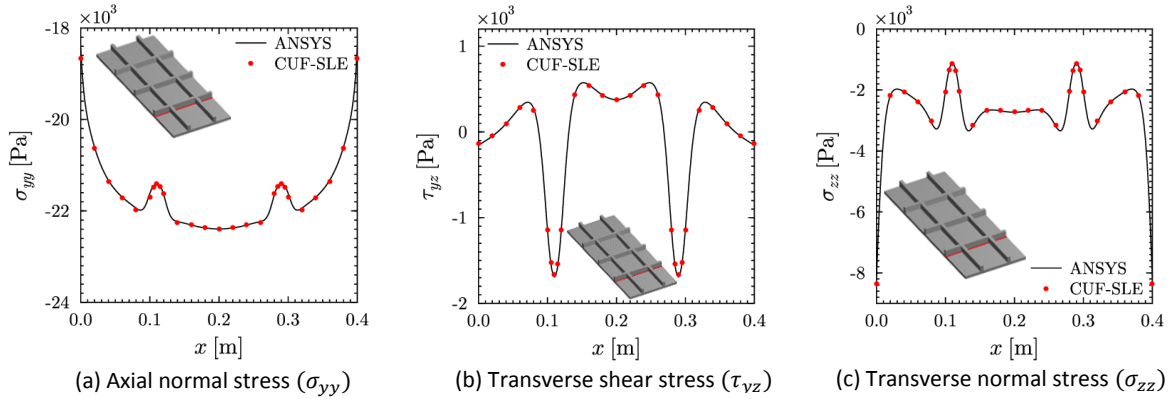 ×10³
-18
-20
-22
-24
σyy [Pa]
0.0 0.1 0.2 0.3 0.4
x [m]
ANSYS
CUF-SLE
(a) Axial normal stress (σyy)
×10³
1
0
-1
-2
τyz [Pa]
0.0 0.1 0.2 0.3 0.4
x [m]
ANSYS
CUF-SLE
(b) Transverse shear stress (τyz)
×10³
0
-2
-4
-6
-8
σzz [Pa]
0.0 0.1 0.2 0.3 0.4
x [m]
ANSYS
CUF-SLE
(c) Transverse normal stress (σzz)